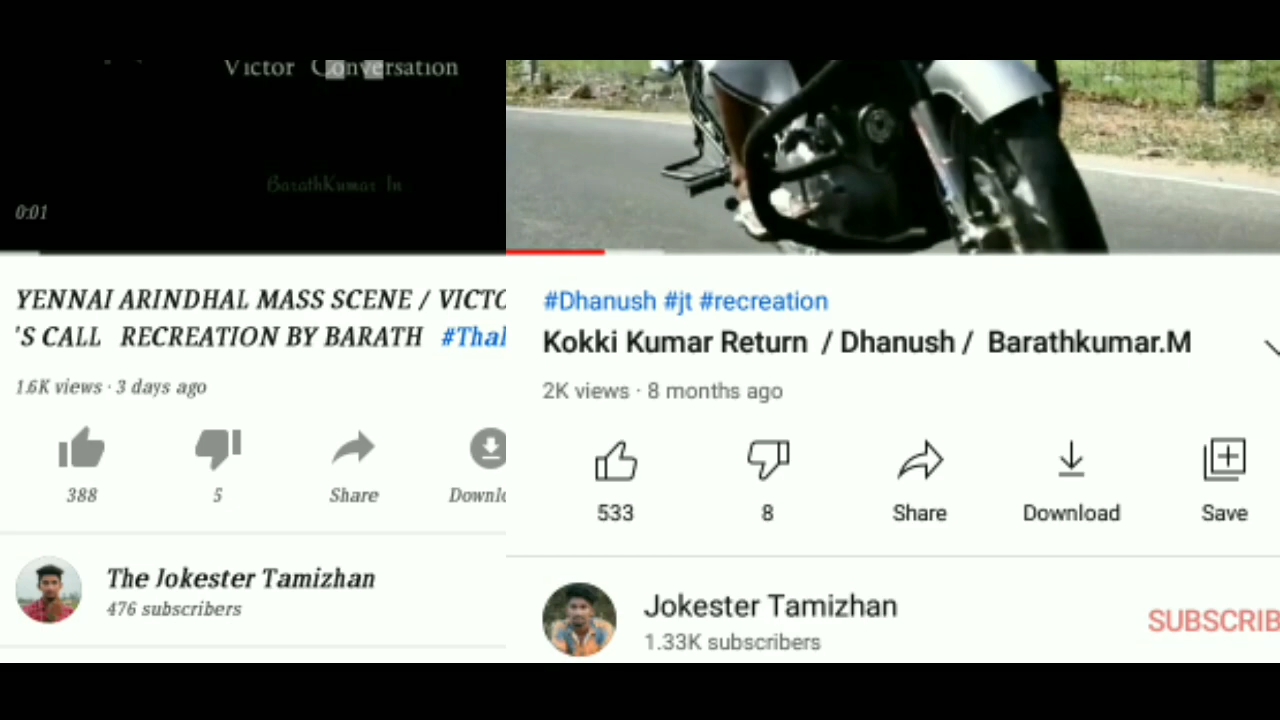 Victor Conversation
BarathKumar In
0:01
YENNAI ARINDHAL MASS SCENE / VICTO
'S CALL RECREATION BY BARATH #Thal
1.6K views · 3 days ago
388
5
Share
Downlo
The Jokester Tamizhan
476 subscribers
#Dhanush #jt #recreation
Kokki Kumar Return / Dhanush / Barathkumar.M
2K views · 8 months ago
533
8
Share
Download
Save
Jokester Tamizhan
SUBSCRIB
1.33K subscribers